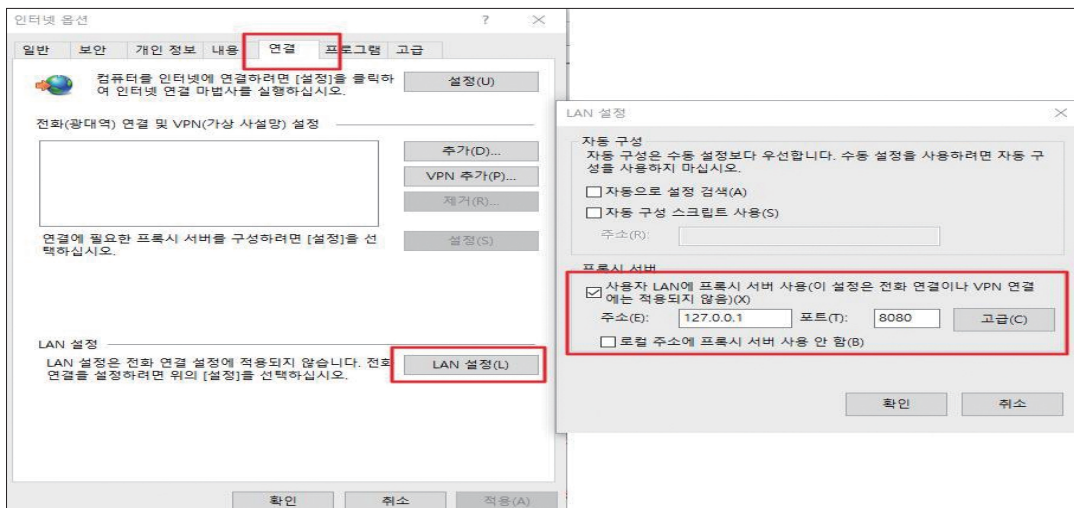 인터넷 옵션
일반 보안 개인 정보 내용 연결 프로그램 고급
컴퓨터를 인터넷에 연결하려면 [설정]을 클릭하
여 인터넷 연결 마법사를 실행하십시오.
설정(U)
전화(광대역) 연결 및 VPN(가상 사설망) 설정
추가(D)...
VPN 추가(P)...
제거(R)...
연결에 필요한 프록시 서버를 구성하려면 [설정]을 선
택하십시오.
설정(S)
LAN 설정
LAN 설정은 전화 연결 설정에 적용되지 않습니다. 전화
연결을 설정하려면 위의 [설정]을 선택하십시오.
LAN 설정(L)
확인 취소 적용(A)
LAN 설정
자동 구성
자동 구성은 수동 설정보다 우선합니다. 수동 설정을 사용하려면 자동 구
성을 사용하지 마십시오.
자동으로 설정 검색(A)
자동 구성 스크립트 사용(S)
주소(R):
프록시 서버
사용자 LAN에 프록시 서버 사용(이 설정은 전화 연결이나 VPN 연결
에는 적용되지 않음)(X)
주소(E): 127.0.0.1 포트(T): 8080 고급(C)
로컬 주소에 프록시 서버 사용 안 함(B)
확인 취소